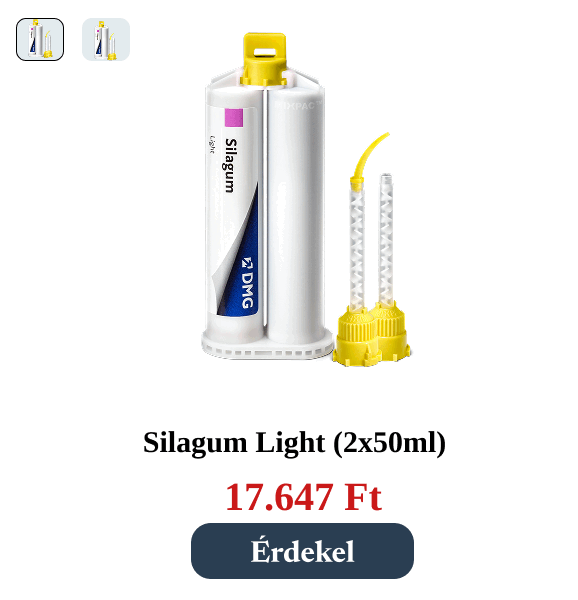 Silagum
Light
DMG
Silagum Light (2x50ml)
17.647 Ft
Érdekel